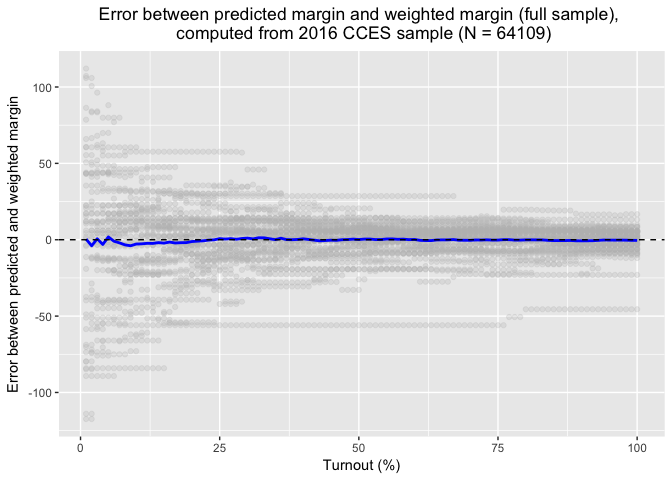 Error between predicted margin and weighted margin (full sample),
computed from 2016 CCES sample (N = 64109)
Error between predicted and weighted margin
100
50
0
-50
-100
0
25
50
75
100
Turnout (%)